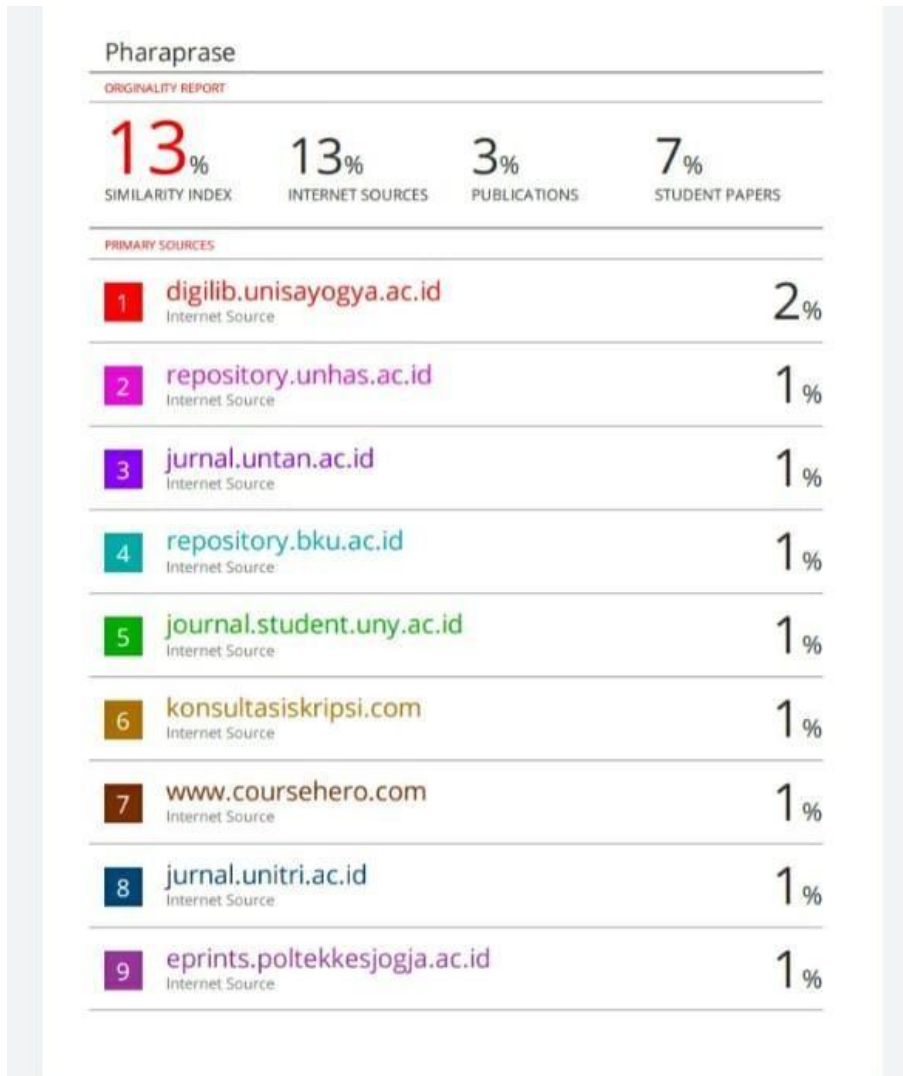 Pharaprase
ORIGINALITY REPORT
13% 13% 3% 7%
SIMILARITY INDEX INTERNET SOURCES PUBLICATIONS STUDENT PAPERS
PRIMARY SOURCES
1 digilib.unisayogya.ac.id 2%
Internet Source
2 repository.unhas.ac.id 1%
Internet Source
3 jurnal.untan.ac.id 1%
Internet Source
4 repository.bku.ac.id 1%
Internet Source
5 journal.student.uny.ac.id 1%
Internet Source
6 konsultasiskripsi.com 1%
Internet Source
7 www.coursehero.com 1%
Internet Source
8 jurnal.unitri.ac.id 1%
Internet Source
9 eprints.poltekkesjogja.ac.id 1%
Internet Source